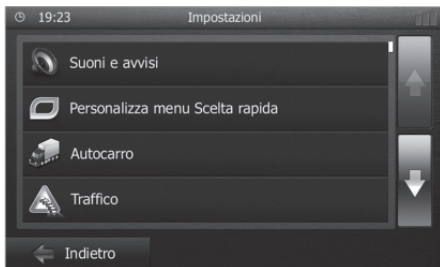 19:23 Impostazioni
Suoni e avvisi
Personalizza menu Scelta rapida
Autocarro
Traffico
Indietro